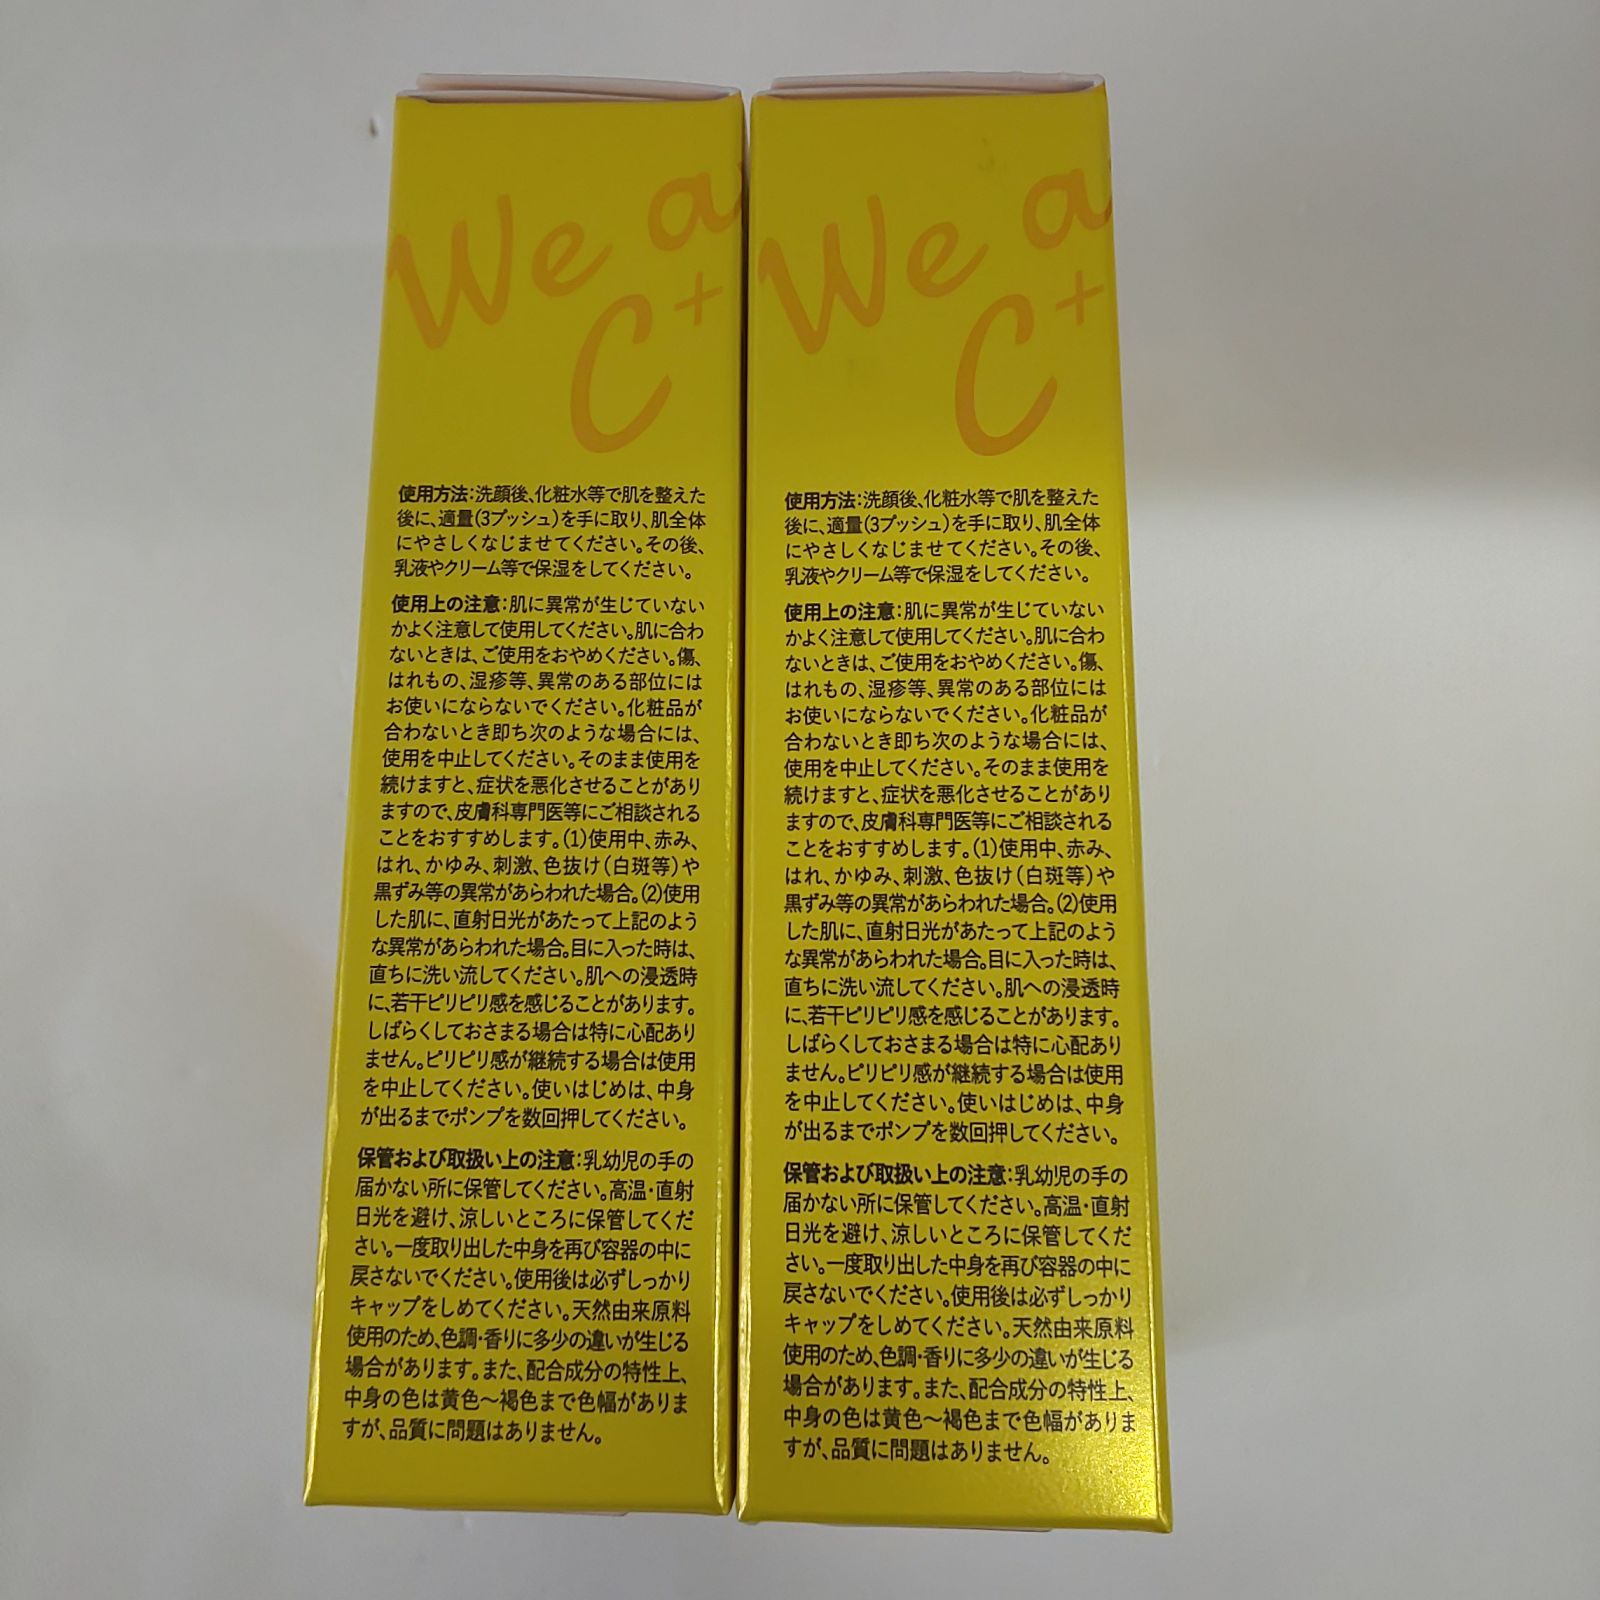 We a
C+
使用方法:洗顔後、化粧水等で肌を整えた
後に、適量(3プッシュ)を手に取り、肌全体
にやさしくなじませてください。その後、
乳液やクリーム等で保湿をしてください。
使用上の注意:肌に異常が生じていない
かよく注意して使用してください。肌に合わ
ないときは、ご使用をおやめください。傷、
はれもの、湿疹等、異常のある部位には
お使いにならないでください。化粧品が
合わないとき即ち次のような場合には、
使用を中止してください。そのまま使用を
続けますと、症状を悪化させることがあり
ますので、皮膚科専門医等にご相談される
ことをおすすめします。(1)使用中、赤み、
はれ、かゆみ、刺激、色抜け(白斑等)や
黒ずみ等の異常があらわれた場合。(2)使用
した肌に、直射日光があたって上記のよう
な異常があらわれた場合。目に入った時は、
直ちに洗い流してください。肌への浸透時
に、若干ピリピリ感を感じることがあります。
しばらくしておさまる場合は特に心配あり
ません。ピリピリ感が継続する場合は使用
を中止してください。使いはじめは、中身
が出るまでポンプを数回押してください。
保管および取扱い上の注意:乳幼児の手の
届かない所に保管してください。高温・直射
日光を避け、涼しいところに保管してくだ
さい。一度取り出した中身を再び容器の中に
戻さないでください。使用後は必ずしっかり
キャップをしめてください。天然由来原料
使用のため、色調・香りに多少の違いが生じる
場合があります。また、配合成分の特性上、
中身の色は黄色〜褐色まで色幅がありま
すが、品質に問題はありません。
We a
C+
使用方法:洗顔後、化粧水等で肌を整えた
後に、適量(3プッシュ)を手に取り、肌全体
にやさしくなじませてください。その後、
乳液やクリーム等で保湿をしてください。
使用上の注意:肌に異常が生じていない
かよく注意して使用してください。肌に合わ
ないときは、ご使用をおやめください。傷、
はれもの、湿疹等、異常のある部位には
お使いにならないでください。化粧品が
合わないとき即ち次のような場合には、
使用を中止してください。そのまま使用を
続けますと、症状を悪化させることがあり
ますので、皮膚科専門医等にご相談される
ことをおすすめします。(1)使用中、赤み、
はれ、かゆみ、刺激、色抜け(白斑等)や
黒ずみ等の異常があらわれた場合。(2)使用
した肌に、直射日光があたって上記のよう
な異常があらわれた場合。目に入った時は、
直ちに洗い流してください。肌への浸透時
に、若干ピリピリ感を感じることがあります。
しばらくしておさまる場合は特に心配あり
ません。ピリピリ感が継続する場合は使用
を中止してください。使いはじめは、中身
が出るまでポンプを数回押してください。
保管および取扱い上の注意:乳幼児の手の
届かない所に保管してください。高温・直射
日光を避け、涼しいところに保管してくだ
さい。一度取り出した中身を再び容器の中に
戻さないでください。使用後は必ずしっかり
キャップをしめてください。天然由来原料
使用のため、色調・香りに多少の違いが生じる
場合があります。また、配合成分の特性上、
中身の色は黄色〜褐色まで色幅がありま
すが、品質に問題はありません。